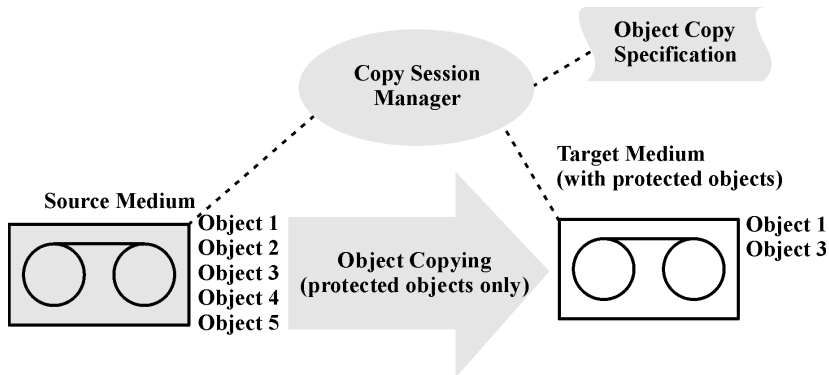 Object Copy
Specification
Copy Session
Manager
Target Medium
(with protected objects)
Source Medium
Object 1
Object 2
Object 3
Object 4
Object 5
Object Copying
(protected objects only)
Object 1
Object 3